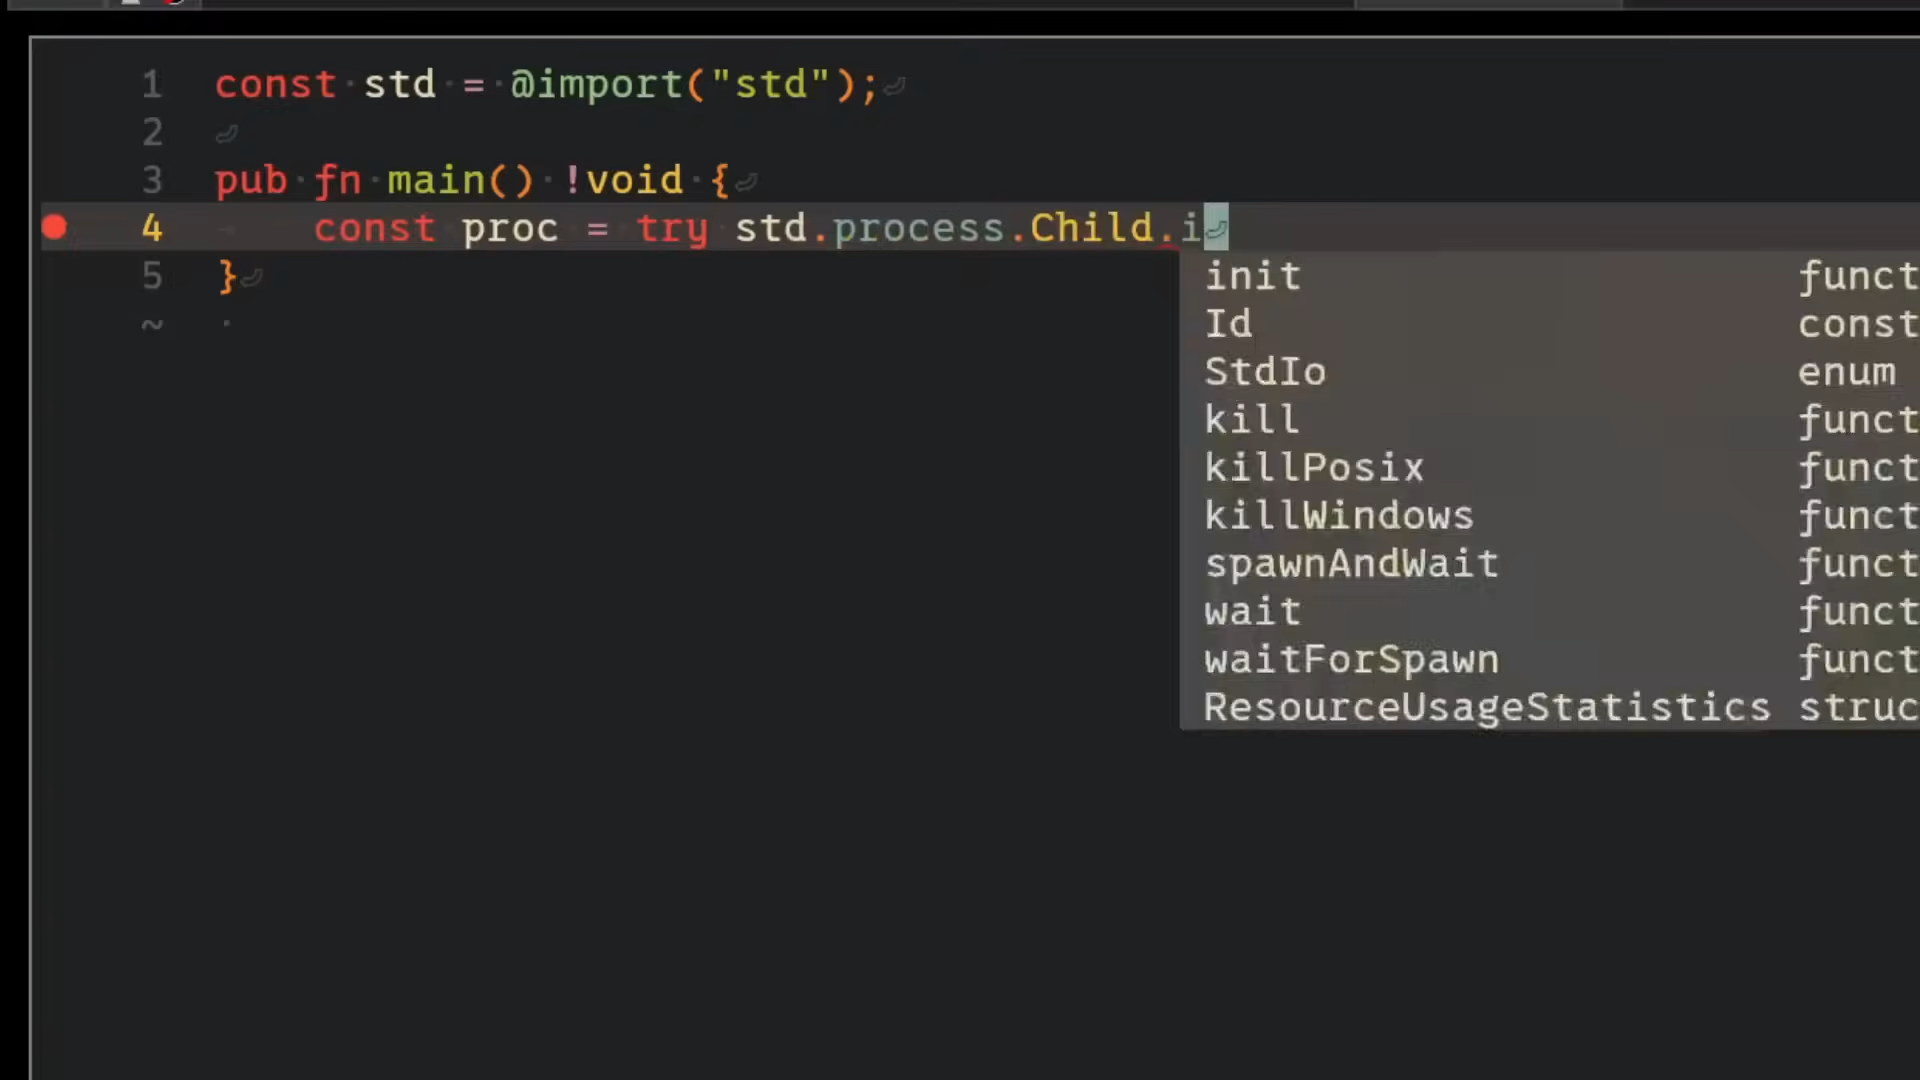 1 const std = @import("std");
2
3 pub fn main() !void {
4 const proc = try std.process.Child.i
5 }
~
init funct
Id const
StdIo enum
kill funct
killPosix funct
killWindows funct
spawnAndWait funct
wait funct
waitForSpawn funct
ResourceUsageStatistics struc